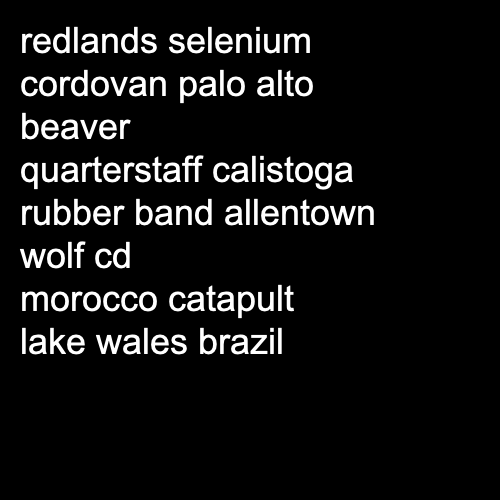 redlands selenium
cordovan palo alto
beaver
quarterstaff calistoga
rubber band allentown
wolf cd
morocco catapult
lake wales brazil